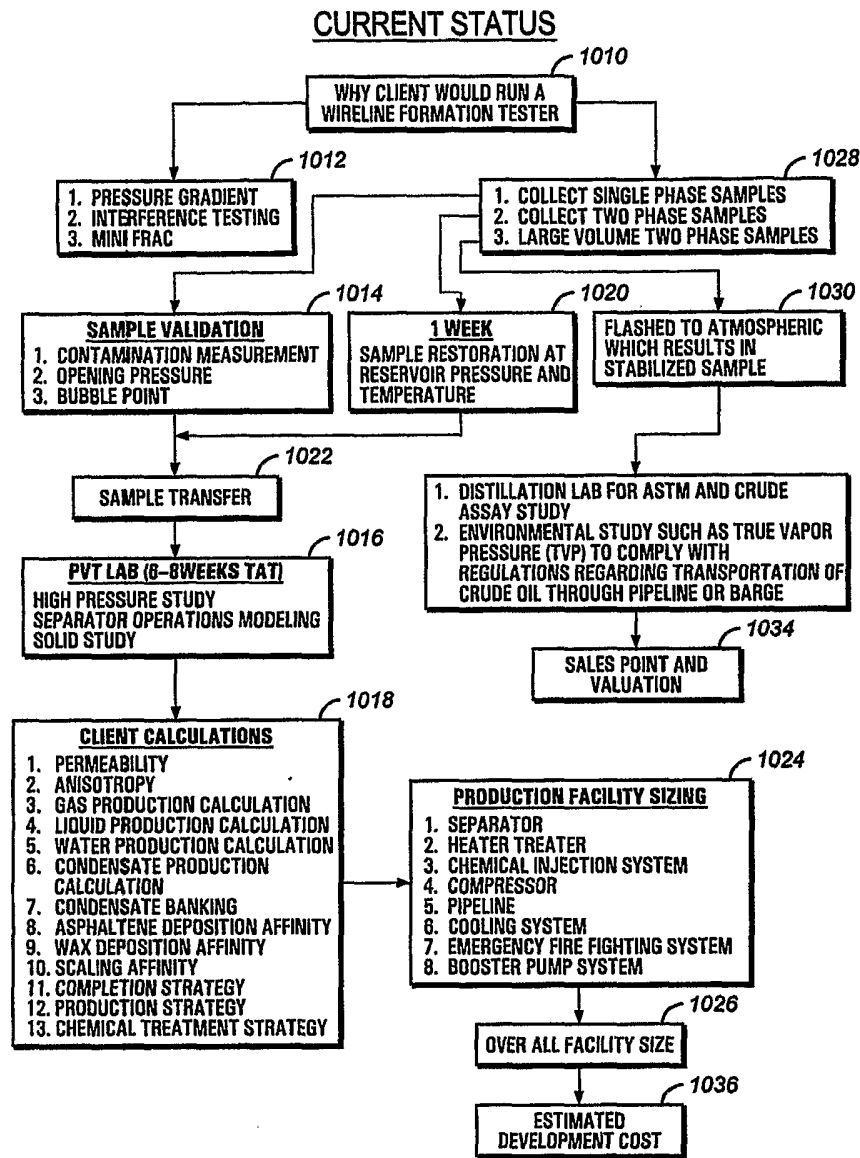 CURRENT STATUS
1010
WHY CLIENT WOULD RUN A
WIRELINE FORMATION TESTER
1012
1. PRESSURE GRADIENT
2. INTERFERENCE TESTING
3. MINI FRAC
1028
1. COLLECT SINGLE PHASE SAMPLES
2. COLLECT TWO PHASE SAMPLES
3. LARGE VOLUME TWO PHASE SAMPLES
1014
SAMPLE VALIDATION
1. CONTAMINATION MEASUREMENT
2. OPENING PRESSURE
3. BUBBLE POINT
1020
1 WEEK
SAMPLE RESTORATION AT
RESERVOIR PRESSURE AND
TEMPERATURE
1030
FLASHED TO ATMOSPHERIC
WHICH RESULTS IN
STABILIZED SAMPLE
1022
SAMPLE TRANSFER
1. DISTILLATION LAB FOR ASTM AND CRUDE
ASSAY STUDY
2. ENVIRONMENTAL STUDY SUCH AS TRUE VAPOR
PRESSURE (TVP) TO COMPLY WITH
REGULATIONS REGARDING TRANSPORTATION OF
CRUDE OIL THROUGH PIPELINE OR BARGE
1016
PVT LAB (6-8WEEKS TAT)
HIGH PRESSURE STUDY
SEPARATOR OPERATIONS MODELING
SOLID STUDY
1034
SALES POINT AND
VALUATION
1018
CLIENT CALCULATIONS
1. PERMEABILITY
2. ANISOTROPY
3. GAS PRODUCTION CALCULATION
4. LIQUID PRODUCTION CALCULATION
5. WATER PRODUCTION CALCULATION
6. CONDENSATE PRODUCTION
CALCULATION
7. CONDENSATE BANKING
8. ASPHALTENE DEPOSITION AFFINITY
9. WAX DEPOSITION AFFINITY
10. SCALING AFFINITY
11. COMPLETION STRATEGY
12. PRODUCTION STRATEGY
13. CHEMICAL TREATMENT STRATEGY
1024
PRODUCTION FACILITY SIZING
1. SEPARATOR
2. HEATER TREATER
3. CHEMICAL INJECTION SYSTEM
4. COMPRESSOR
5. PIPELINE
6. COOLING SYSTEM
7. EMERGENCY FIRE FIGHTING SYSTEM
8. BOOSTER PUMP SYSTEM
1026
OVER ALL FACILITY SIZE
1036
ESTIMATED
DEVELOPMENT COST